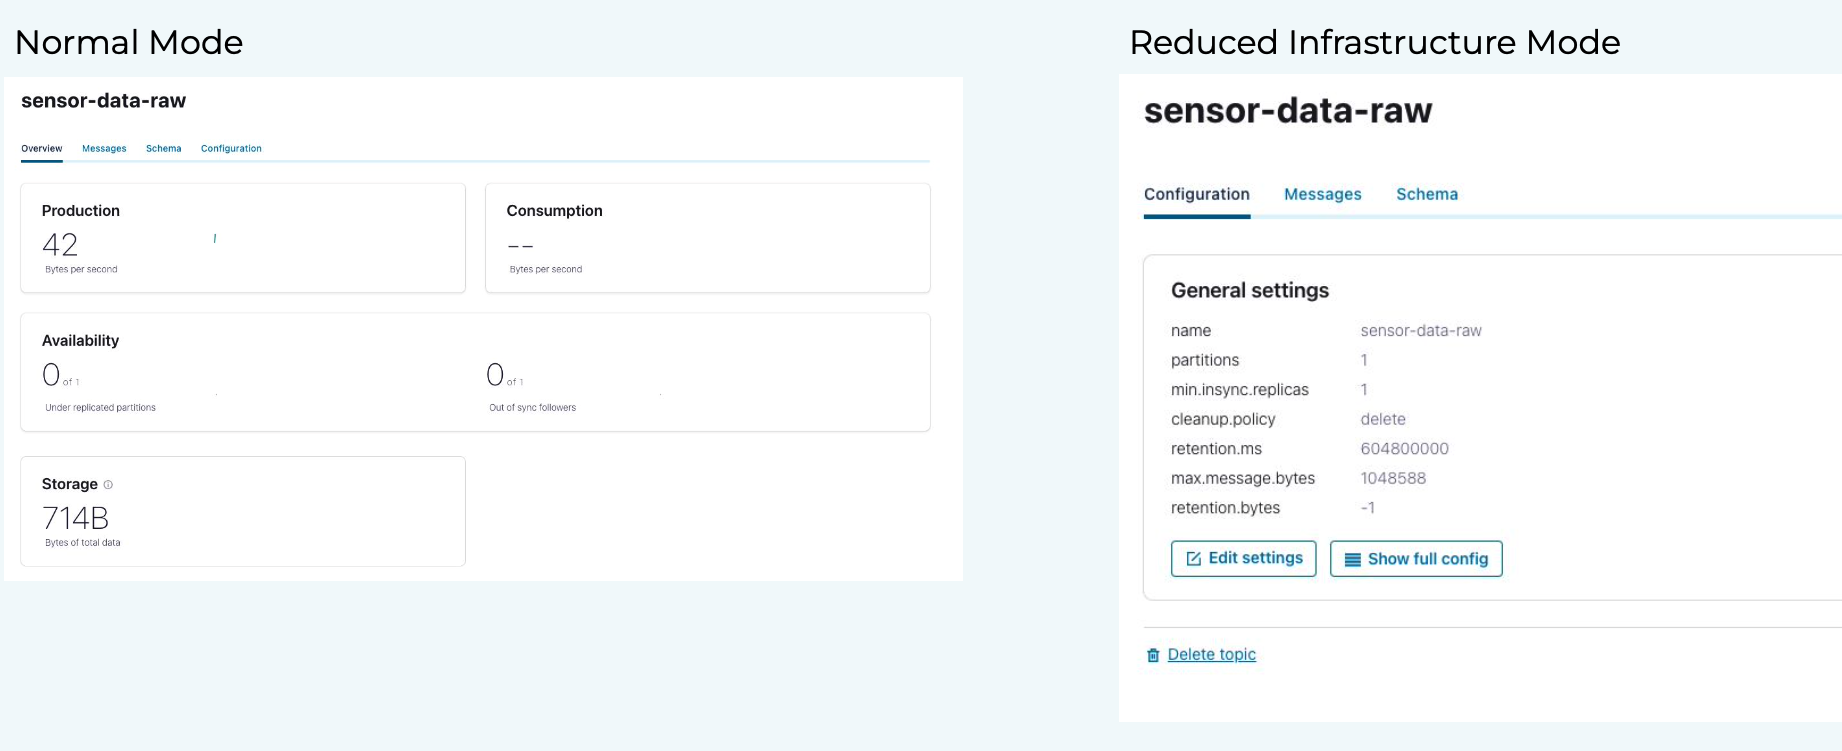 Normal Mode
sensor-data-raw
Overview Messages Schema Configuration
Production
42
Bytes per second
Consumption
--
Bytes per second
Availability
0 of 1
Under replicated partitions
0 of 1
Out of sync followers
Storage
714B
Bytes of total data
Reduced Infrastructure Mode
sensor-data-raw
Configuration Messages Schema
General settings
name sensor-data-raw
partitions 1
min.insync.replicas 1
cleanup.policy delete
retention.ms 604800000
max.message.bytes 1048588
retention.bytes -1
Edit settings Show full config
Delete topic